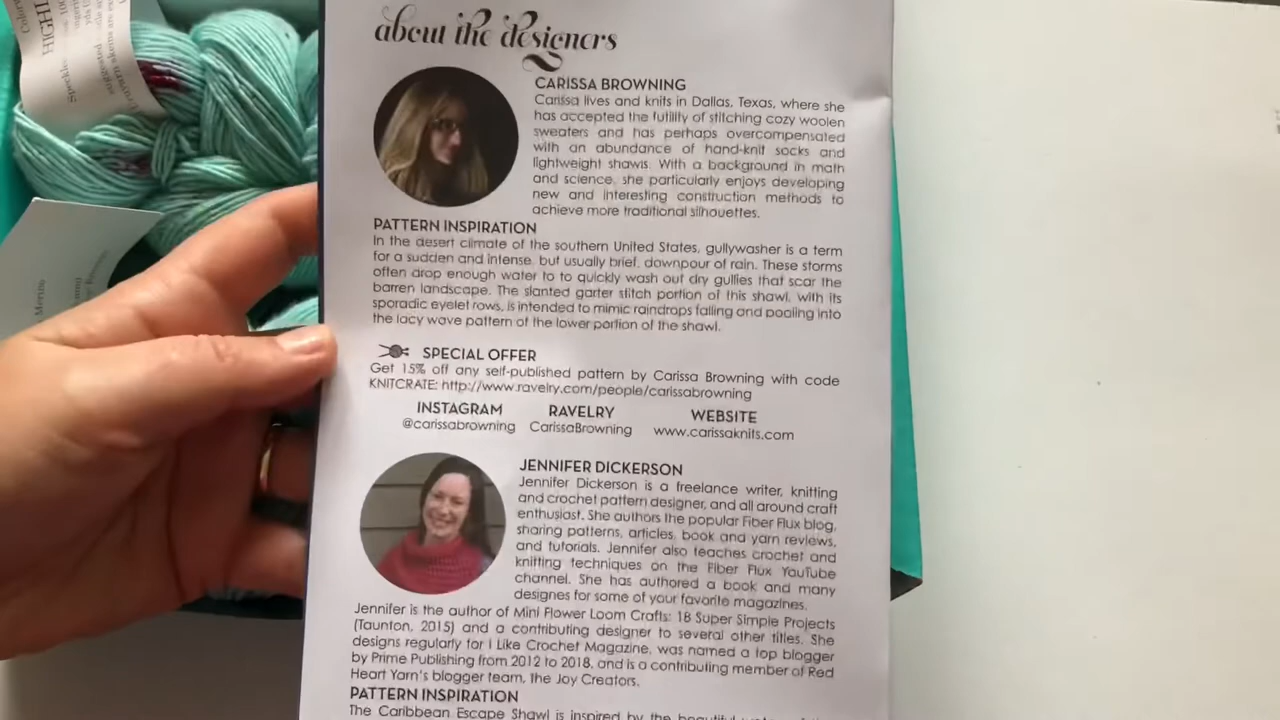 about the designers
CARISSA BROWNING
Carissa lives and knits in Dallas, Texas, where she
has accepted the futility of stitching cozy woolen
sweaters and has perhaps overcompensated
with an abundance of hand-knit socks and
lightweight shawls. With a background in math
and science, she particularly enjoys developing
new and interesting construction methods to
achieve more traditional silhouettes.
PATTERN INSPIRATION
In the desert climate of the southern United States, gullywasher is a term
for a sudden and intense, but usually brief, downpour of rain. These storms
often drop enough water to to quickly wash out dry gullies that scar the
barren landscape. The slanted garter stitch portion of this shawl, with its
sporadic eyelet rows, is intended to mimic raindrops falling and pooling into
the lacy wave pattern of the lower portion of the shawl.
SPECIAL OFFER
Get 15% off any self-published pattern by Carissa Browning with code
KNITCRATE: http://www.ravelry.com/people/carissabrowning
INSTAGRAM RAVELRY WEBSITE
@carissabrowning CarissaBrowning www.carissaknits.com
JENNIFER DICKERSON
Jennifer Dickerson is a freelance writer, knitting
and crochet pattern designer, and all around craft
enthusiast. She authors the popular Fiber Flux blog,
sharing patterns, articles, book and yarn reviews,
and tutorials. Jennifer also teaches crochet and
knitting techniques on the Fiber Flux YouTube
channel. She has authored a book and many
designes for some of your favorite magazines.
Jennifer is the author of Mini Flower Loom Crafts: 18 Super Simple Projects
(Taunton, 2015) and a contributing designer to several other titles. She
designs regularly for I Like Crochet Magazine, was named a top blogger
by Prime Publishing from 2012 to 2018, and is a contributing member of Red
Heart Yarn's blogger team, The Joy Creators.
PATTERN INSPIRATION
The Caribbean Escape Shawl is inspired by the beautiful
Merino